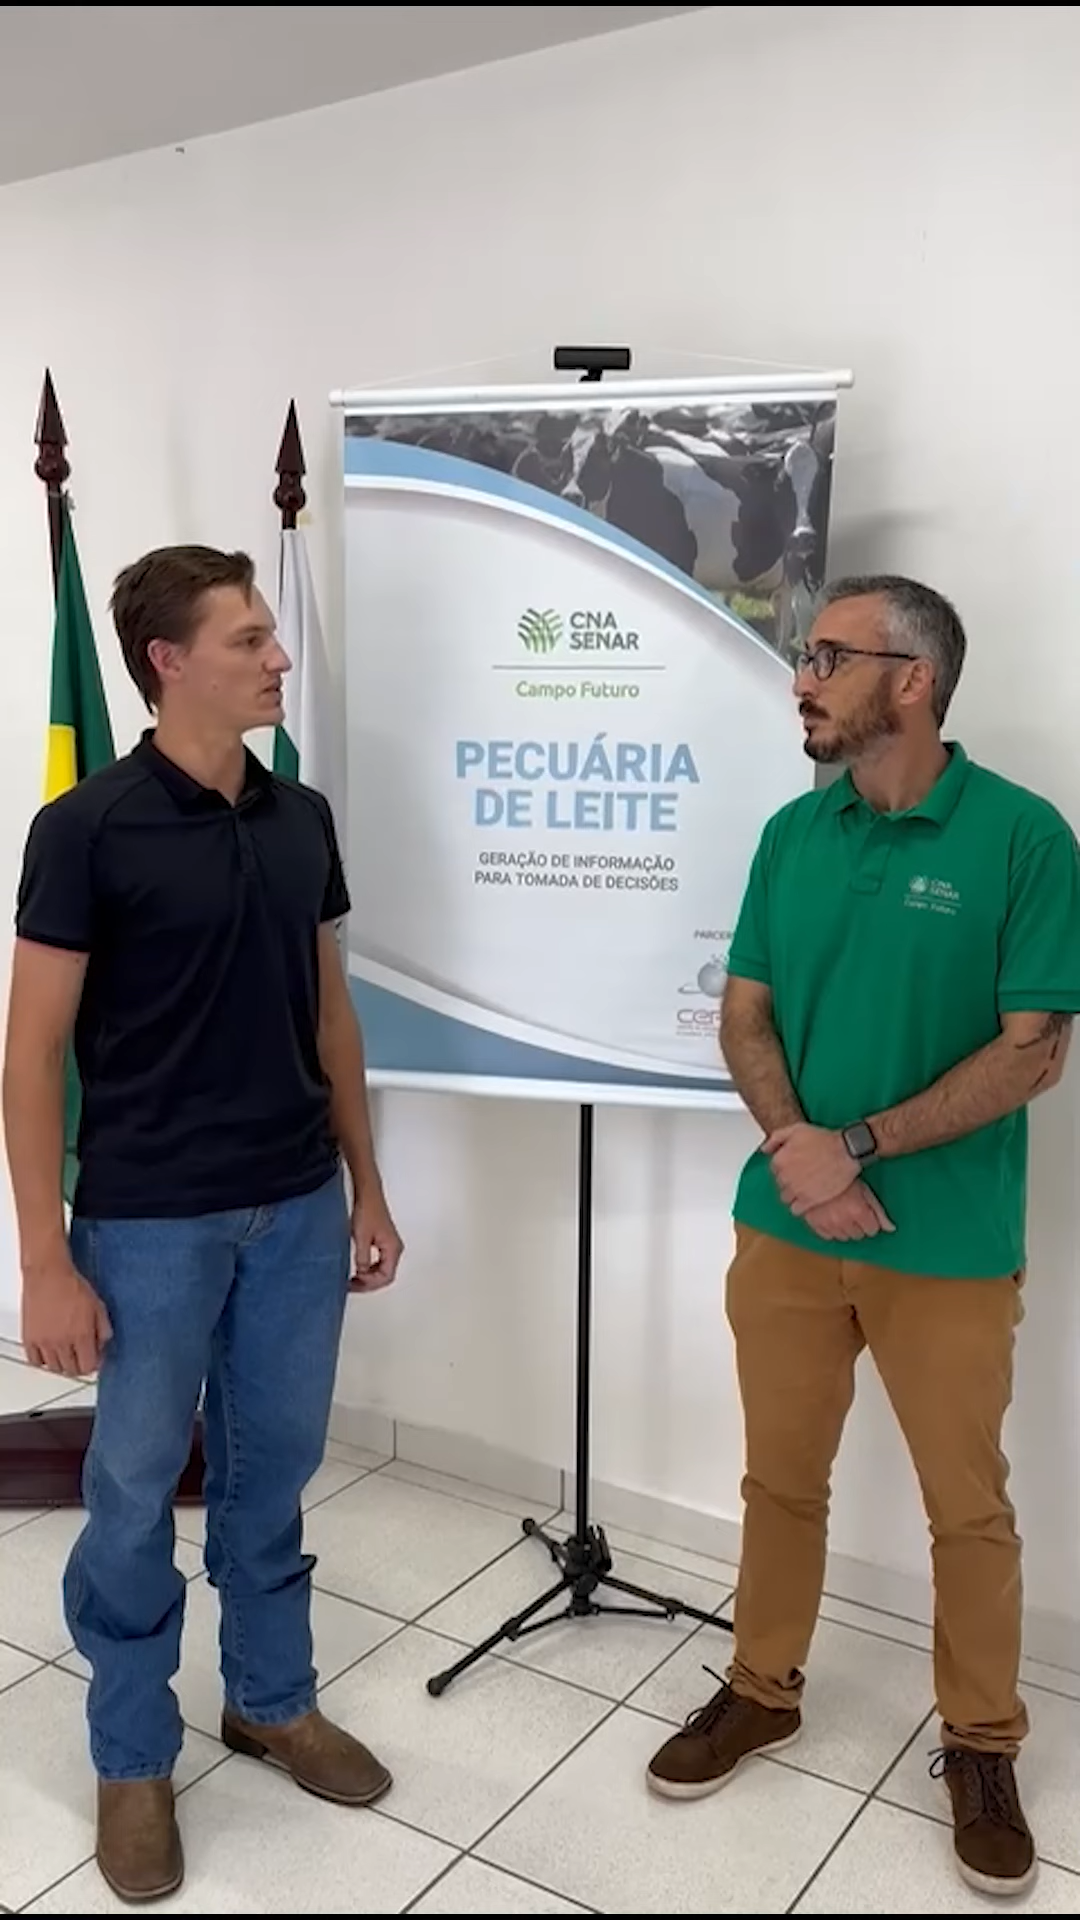 CNA
SENAR
Campo Futuro
PECUÁRIA
DE LEITE
GERAÇÃO DE INFORMAÇÃO
PARA TOMADA DE DECISÕES
CNA
SENAR
Campo Futuro